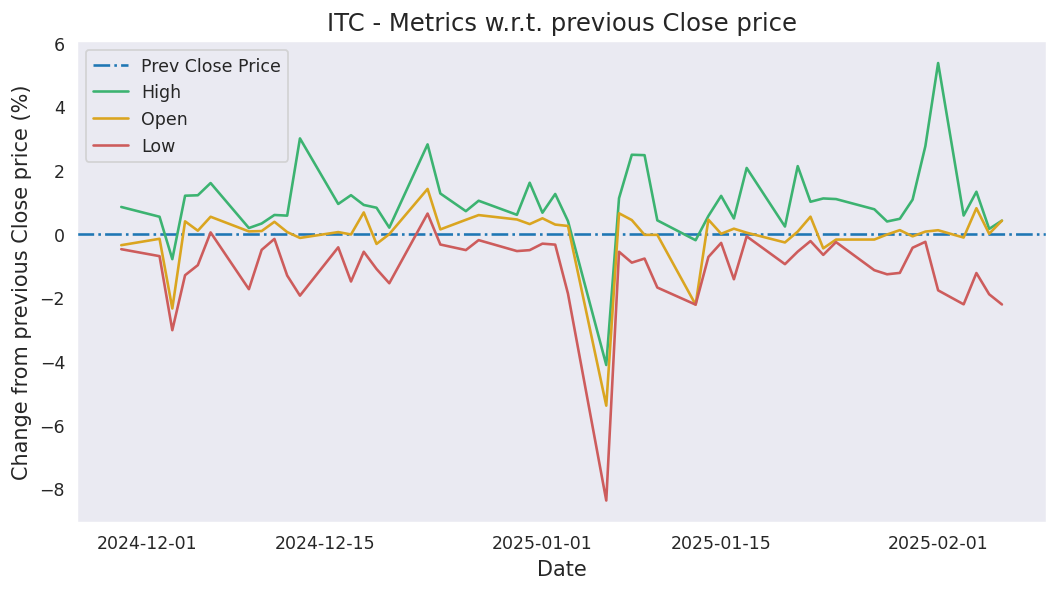 ITC - Metrics w.r.t. previous Close price
Change from previous Close price (%)
6
4
2
0
−2
−4
−6
−8
Prev Close Price
High
Open
Low
2024-12-01
2024-12-15
2025-01-01
2025-01-15
2025-02-01
Date